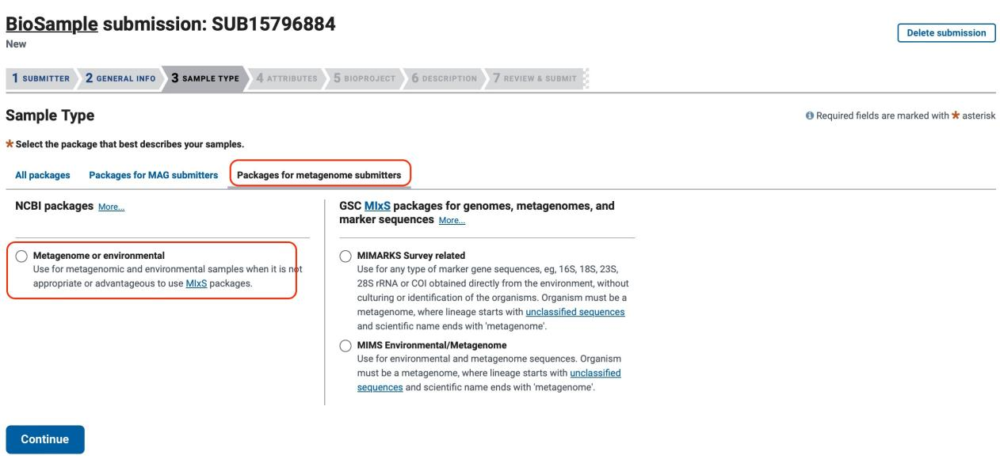 BioSample submission: SUB15796884
New
Delete submission
1 SUBMITTER
2 GENERAL INFO
3 SAMPLE TYPE
4 ATTRIBUTES
5 BIOPROJECT
6 DESCRIPTION
7 REVIEW & SUBMIT
Sample Type
Required fields are marked with * asterisk
* Select the package that best describes your samples.
All packages
Packages for MAG submitters
Packages for metagenome submitters
NCBI packages More...
Metagenome or environmental
Use for metagenomic and environmental samples when it is not
appropriate or advantageous to use MIxS packages.
GSC MIxS packages for genomes, metagenomes, and
marker sequences More...
MIMARKS Survey related
Use for any type of marker gene sequences, eg, 16S, 18S, 23S,
28S rRNA or COI obtained directly from the environment, without
culturing or identification of the organisms. Organism must be a
metagenome, where lineage starts with unclassified sequences
and scientific name ends with 'metagenome'.
MIMS Environmental/Metagenome
Use for environmental and metagenome sequences. Organism
must be a metagenome, where lineage starts with unclassified
sequences and scientific name ends with 'metagenome'.
Continue